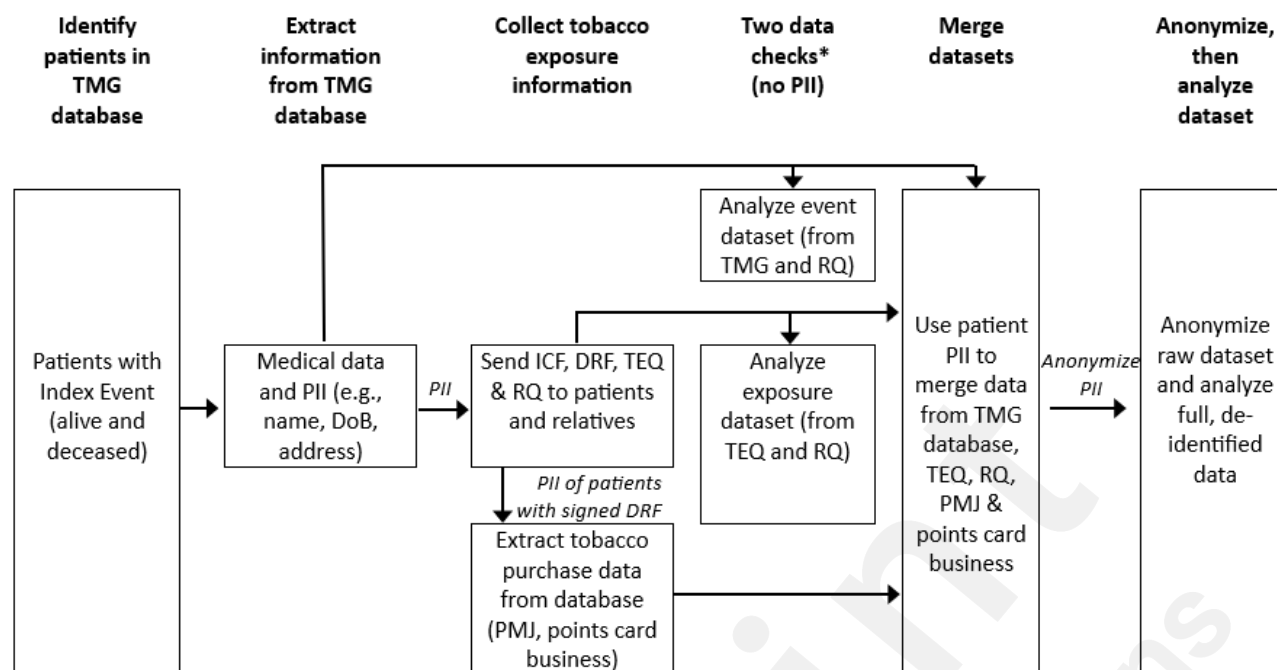 Identify
patients in
TMG
database
Extract
information
from TMG
database
Collect tobacco
exposure
information
Two data
checks*
(no PII)
Merge
datasets
Anonymize,
then
analyze
dataset
Patients with
Index Event
(alive and
deceased)
Medical data
and PII (e.g.,
name, DoB,
address)
PII
Send ICF, DRF, TEQ
& RQ to patients
and relatives
PII of patients
with signed DRF
Extract tobacco
purchase data
from database
(PMJ, points card
business)
Analyze event
dataset (from
TMG and RQ)
Analyze
exposure
dataset (from
TEQ and RQ)
Use patient
PII to
merge data
from TMG
database,
TEQ, RQ,
PMJ &
points card
business
Anonymize
PII
Anonymize
raw dataset
and analyze
full, de-
identified
data